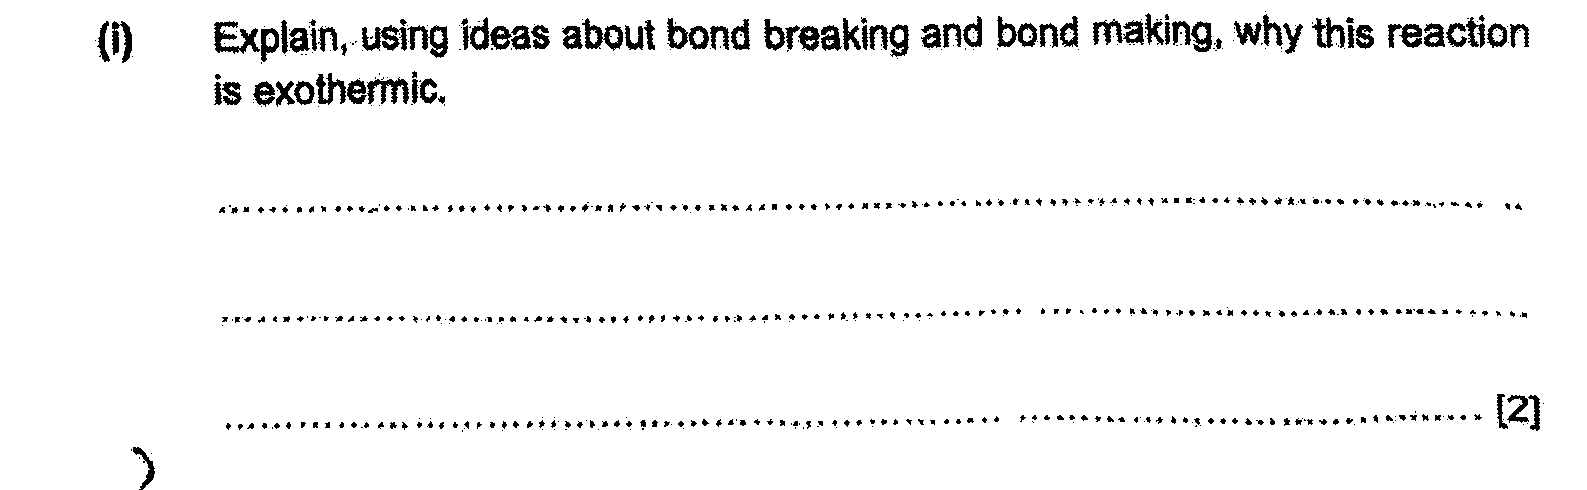 (i) Explain, using ideas about bond breaking and bond making, why this reaction
is exothermic.
[2]
)